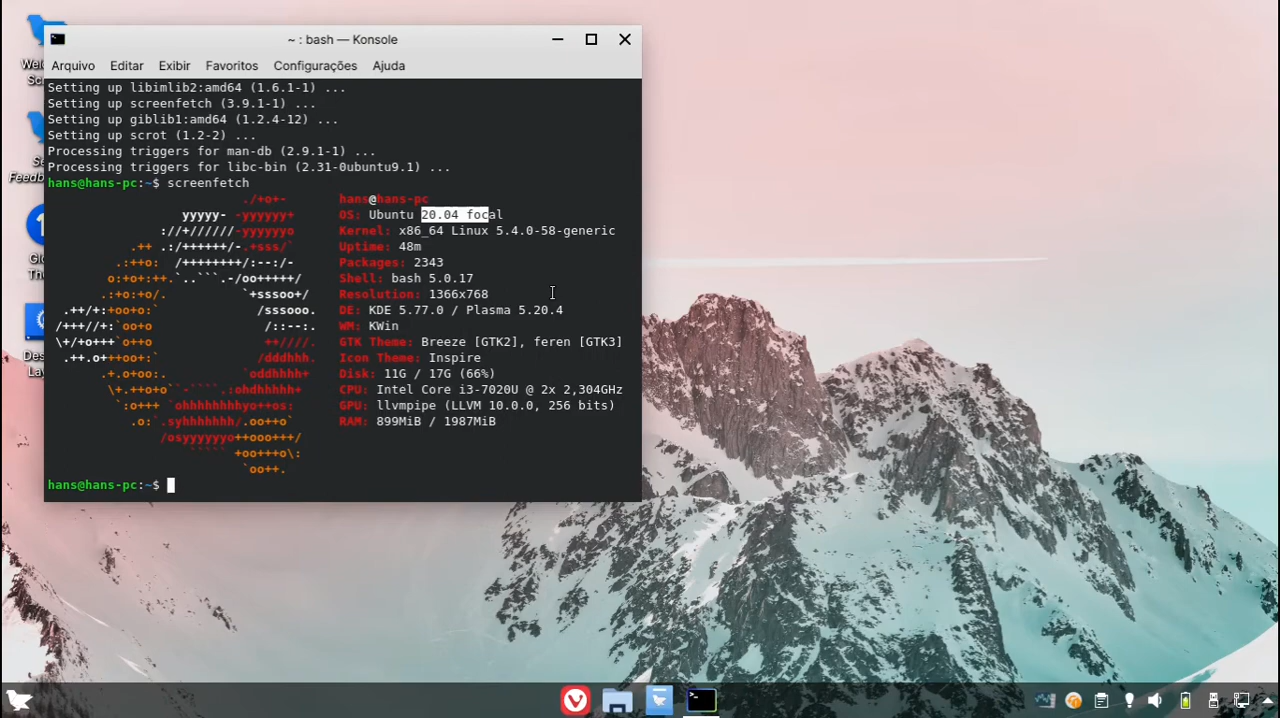 ~ : bash — Konsole
Arquivo Editar Exibir Favoritos Configurações Ajuda
Setting up libimlib2:amd64 (1.6.1-1) ...
Setting up screenfetch (3.9.1-1) ...
Setting up giblib1:amd64 (1.2.4-12) ...
Setting up scrot (1.2-2) ...
Processing triggers for man-db (2.9.1-1) ...
Processing triggers for libc-bin (2.31-0ubuntu9.1) ...
hans@hans-pc:~$ screenfetch
hans@hans-pc
OS: Ubuntu 20.04 focal
Kernel: x86_64 Linux 5.4.0-58-generic
Uptime: 48m
Packages: 2343
Shell: bash 5.0.17
Resolution: 1366x768
DE: KDE 5.77.0 / Plasma 5.20.4
WM: KWin
GTK Theme: Breeze [GTK2], feren [GTK3]
Icon Theme: Inspire
Disk: 11G / 17G (66%)
CPU: Intel Core i3-7020U @ 2x 2,304GHz
GPU: llvmpipe (LLVM 10.0.0, 256 bits)
RAM: 899MiB / 1987MiB
hans@hans-pc:~$